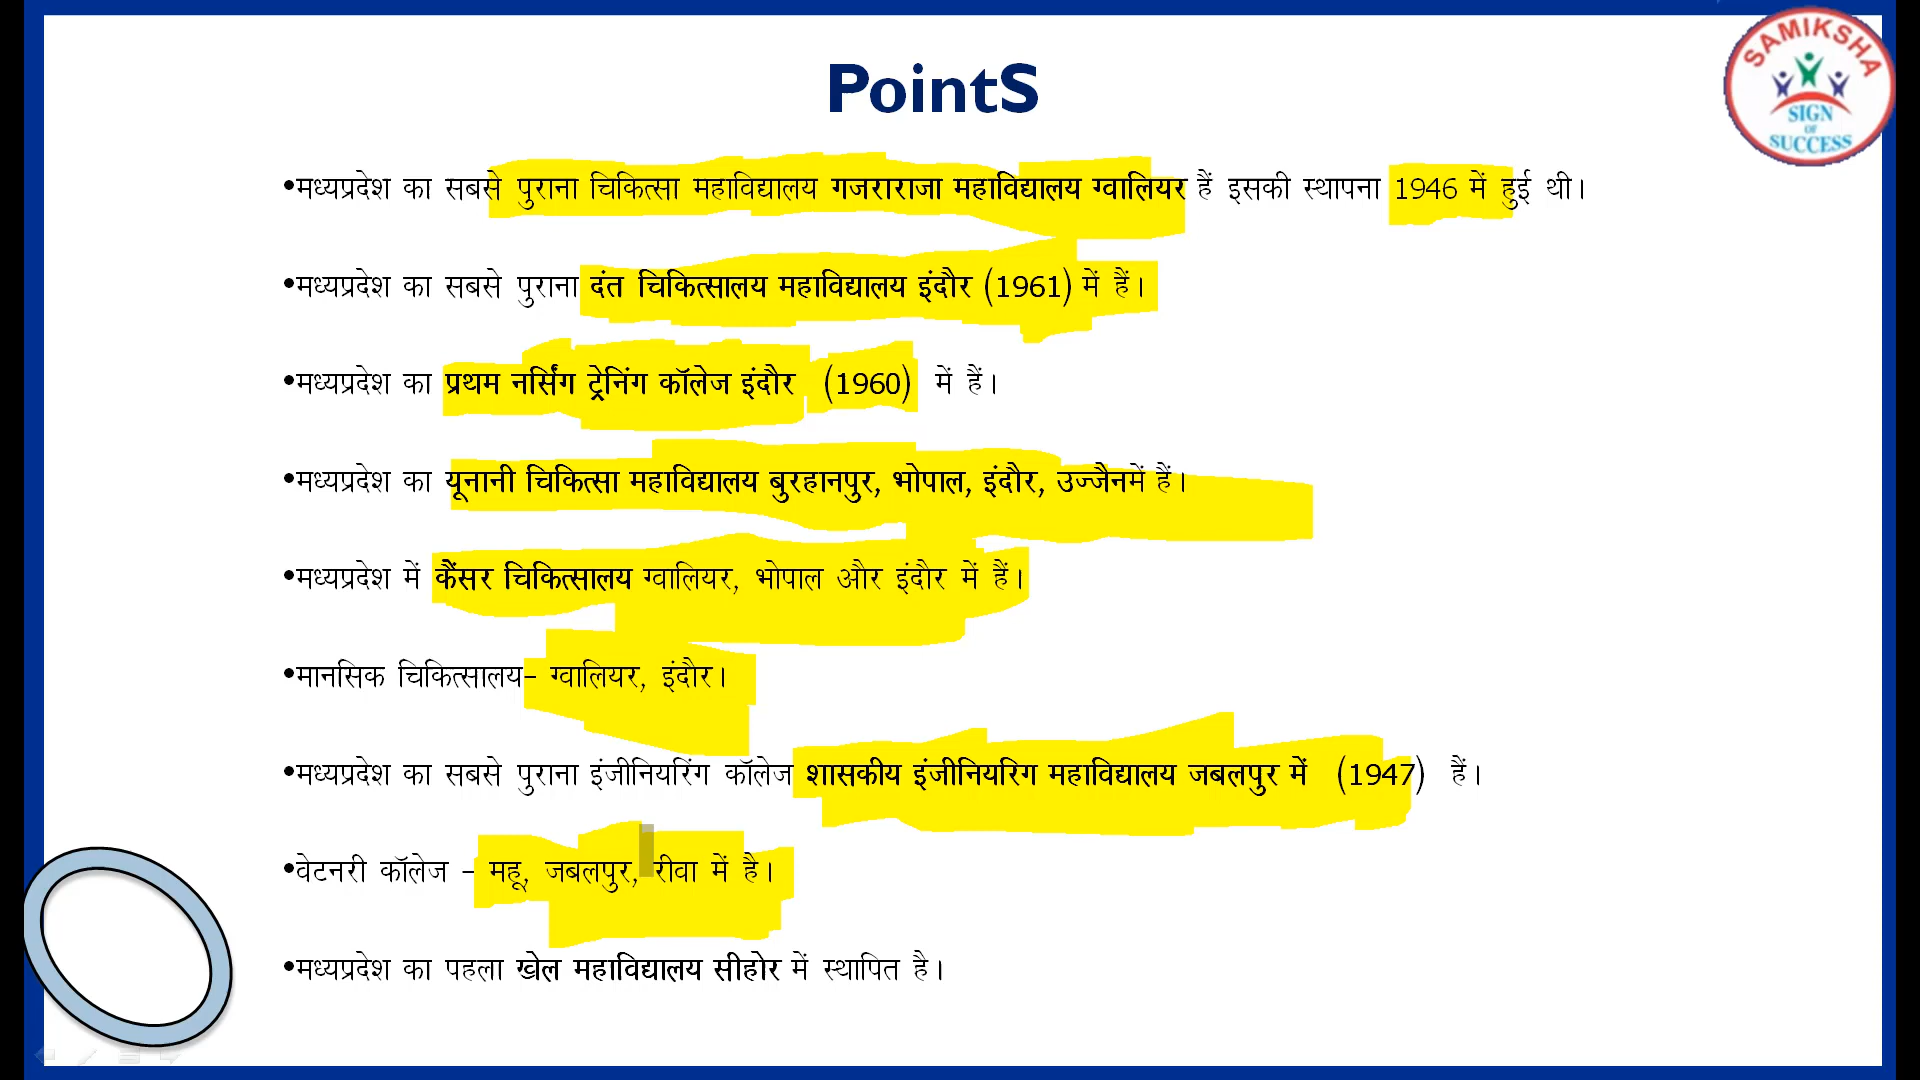 PointS
SAMIKSHA
SIGN
OF
SUCCESS
•मध्यप्रदेश का सबसे पुराना चिकित्सा महाविद्यालय गजराराजा महाविद्यालय ग्वालियर हैं इसकी स्थापना 1946 में हुई थी।
•मध्यप्रदेश का सबसे पुराना दंत चिकित्सालय महाविद्यालय इंदौर (1961) में हैं।
•मध्यप्रदेश का प्रथम नर्सिंग ट्रेनिंग कॉलेज इंदौर (1960) में हैं।
•मध्यप्रदेश का यूनानी चिकित्सा महाविद्यालय बुरहानपुर, भोपाल, इंदौर, उज्जैनमें हैं।
•मध्यप्रदेश में कैंसर चिकित्सालय ग्वालियर, भोपाल और इंदौर में हैं।
•मानसिक चिकित्सालय- ग्वालियर, इंदौर।
•मध्यप्रदेश का सबसे पुराना इंजीनियरिंग कॉलेज शासकीय इंजीनियरिग महाविद्यालय जबलपुर में (1947) हैं।
•वेटनरी कॉलेज - महू, जबलपुर, रीवा में है।
•मध्यप्रदेश का पहला खेल महाविद्यालय सीहोर में स्थापित है।